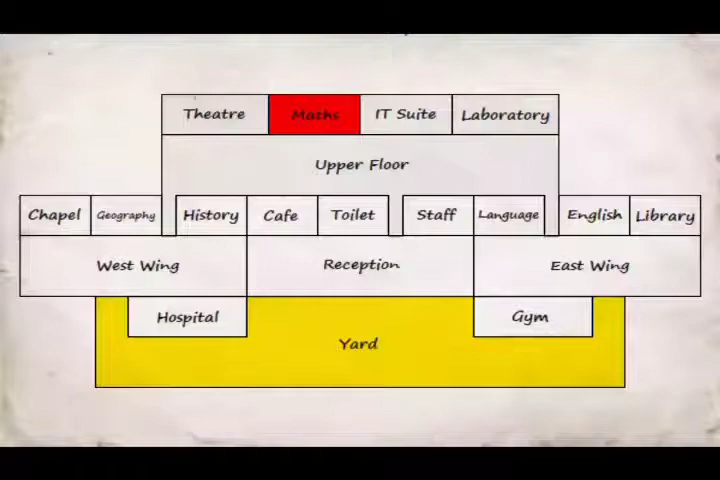 Theatre Maths IT Suite Laboratory
Upper Floor
Chapel Geography History Cafe Toilet Staff Language English Library
West Wing Reception East Wing
Hospital Gym
Yard